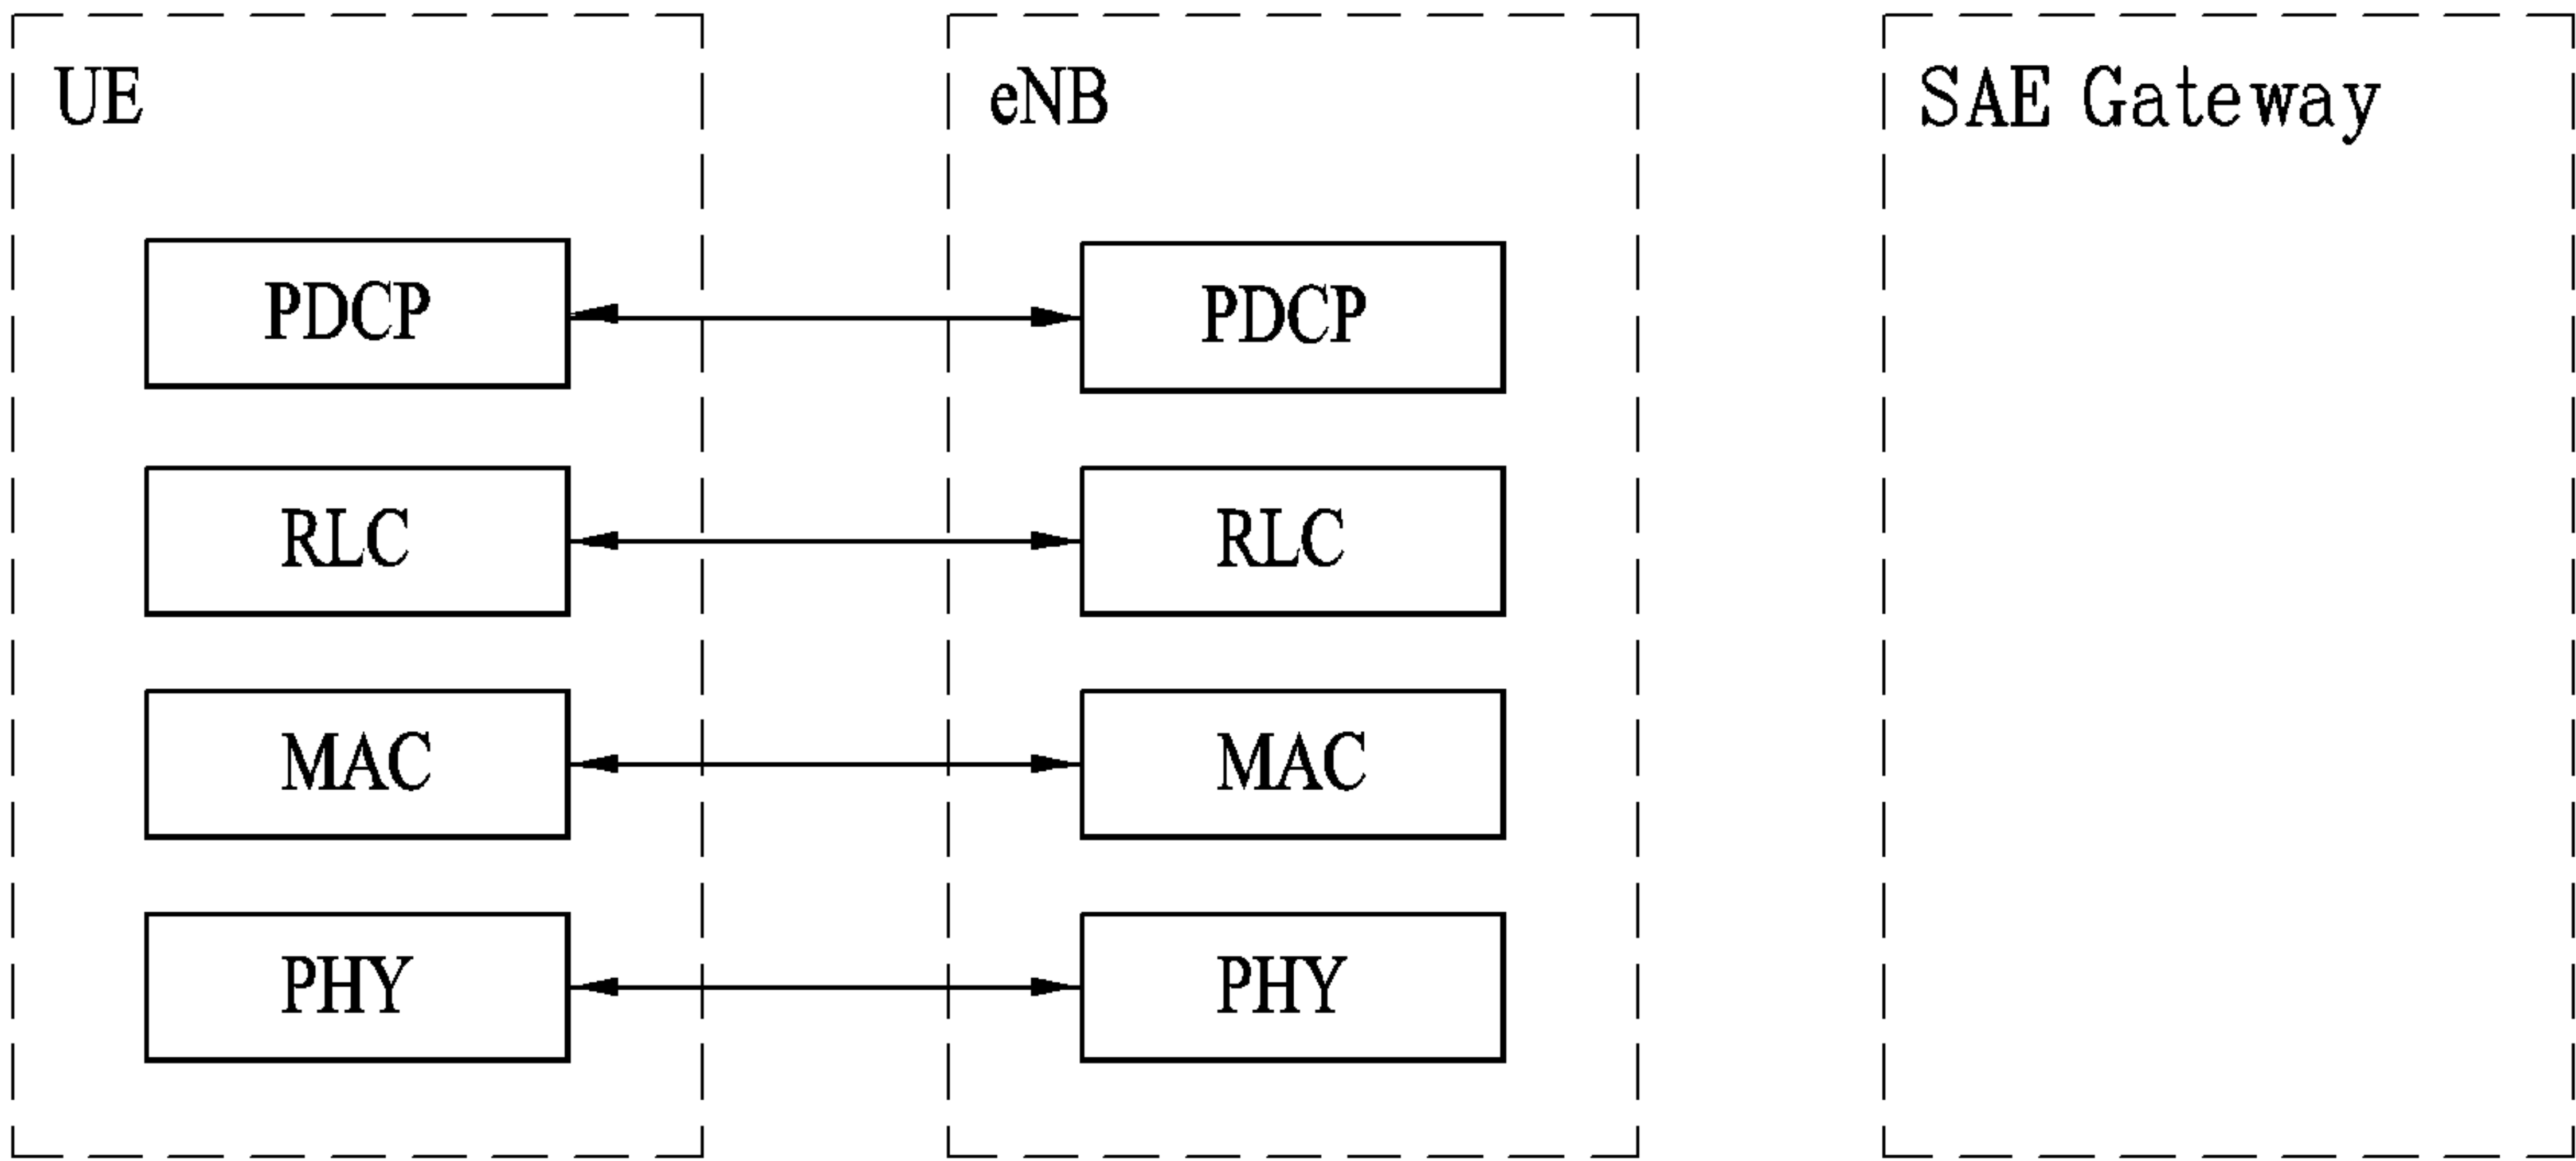 UE
eNB
SAE Gateway
PDCP
PDCP
RLC
RLC
MAC
MAC
PHY
PHY